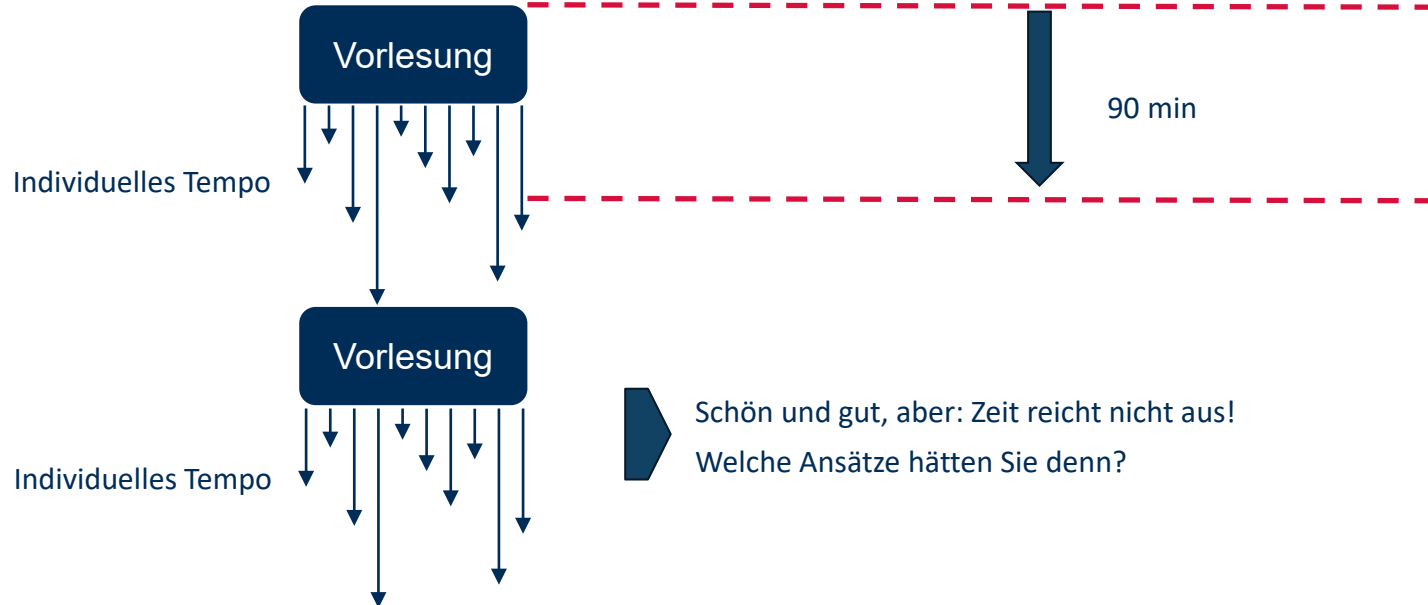 Vorlesung
90 min
Individuelles Tempo
Vorlesung
Schön und gut, aber: Zeit reicht nicht aus!
Welche Ansätze hätten Sie denn?
Individuelles Tempo